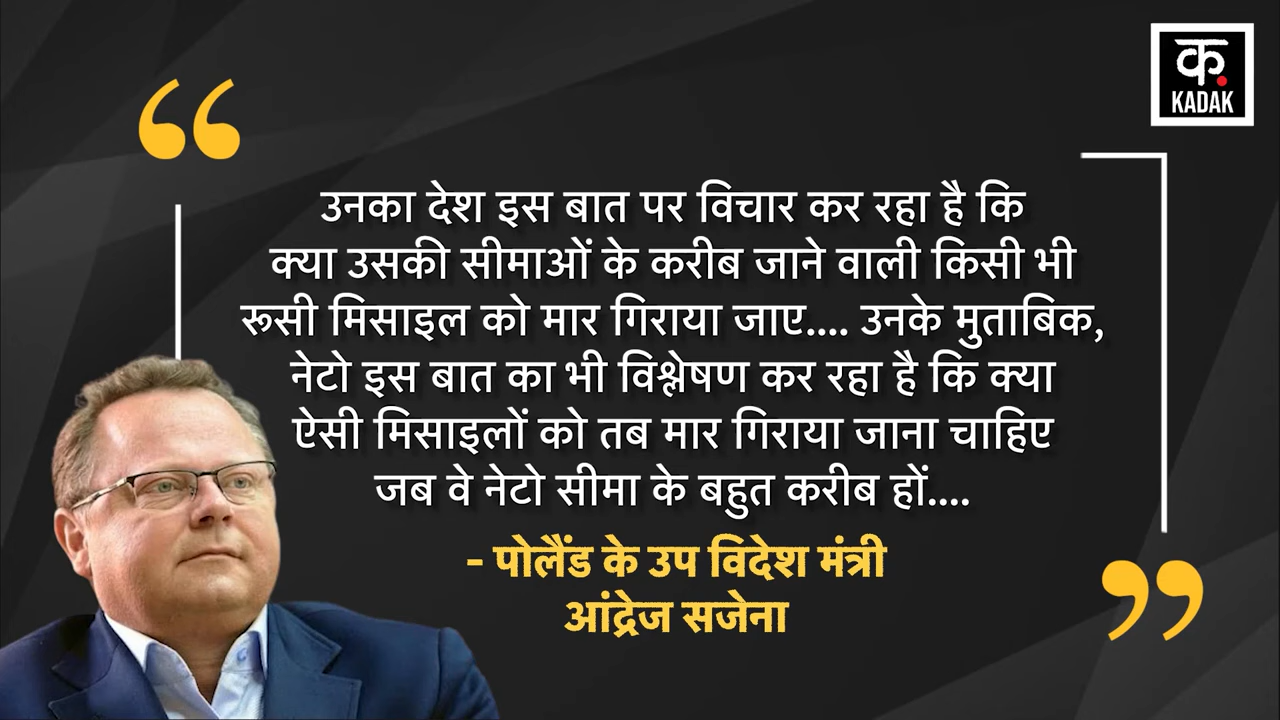 क.
KADAK
उनका देश इस बात पर विचार कर रहा है कि
क्या उसकी सीमाओं के करीब जाने वाली किसी भी
रूसी मिसाइल को मार गिराया जाए.... उनके मुताबिक,
नेटो इस बात का भी विश्लेषण कर रहा है कि क्या
ऐसी मिसाइलों को तब मार गिराया जाना चाहिए
जब वे नेटो सीमा के बहुत करीब हों....
- पोलैंड के उप विदेश मंत्री
आंद्रेज सजेना